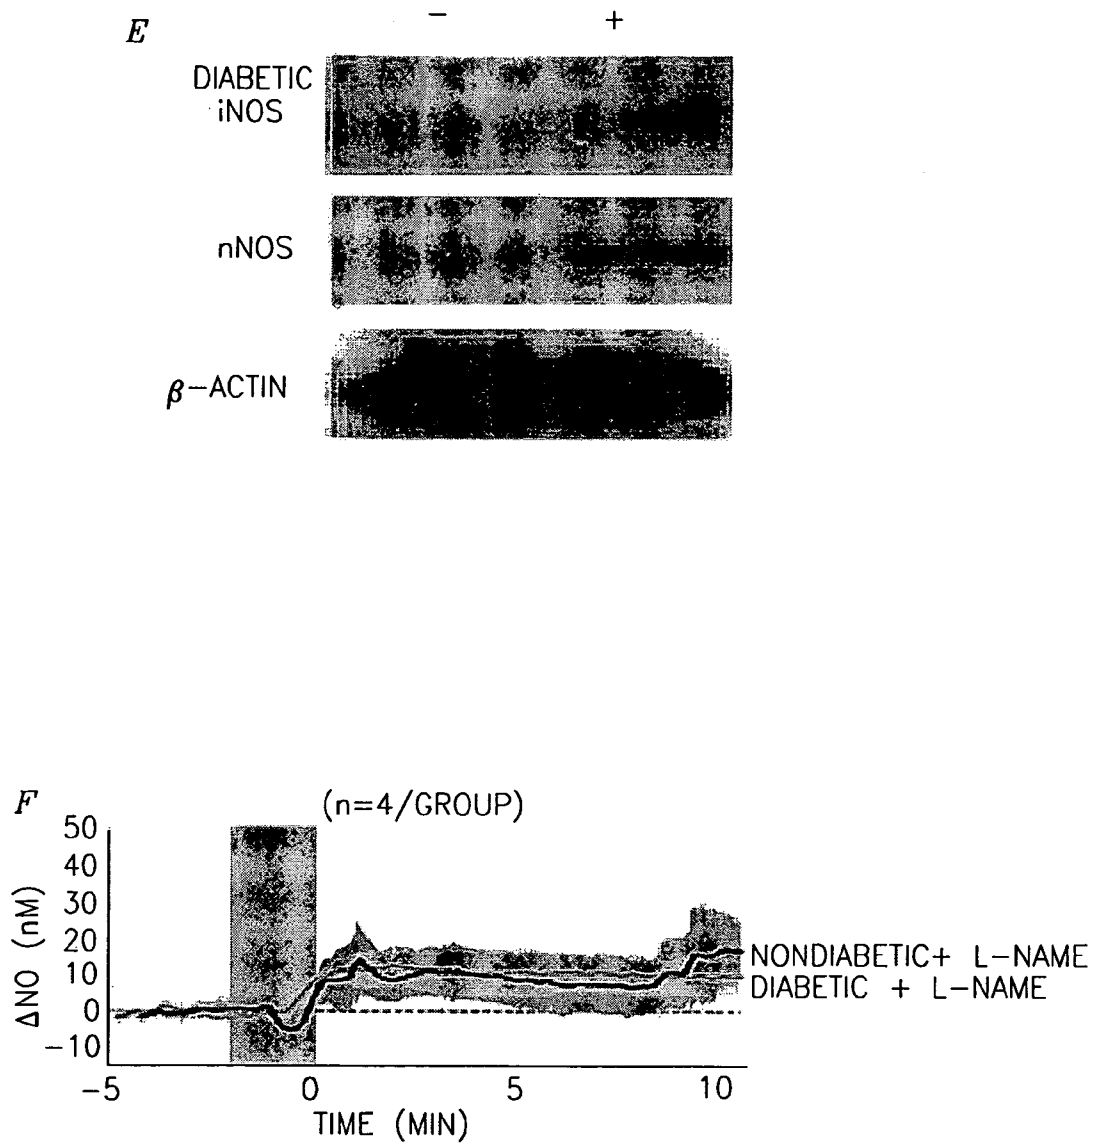 E
− +
DIABETIC
iNOS
nNOS
β−ACTIN
F
(n=4/GROUP)
50
40
30
20
10
0
−10
ΔNO (nM)
NONDIABETIC+ L−NAME
DIABETIC + L−NAME
−5 0 5 10
TIME (MIN)